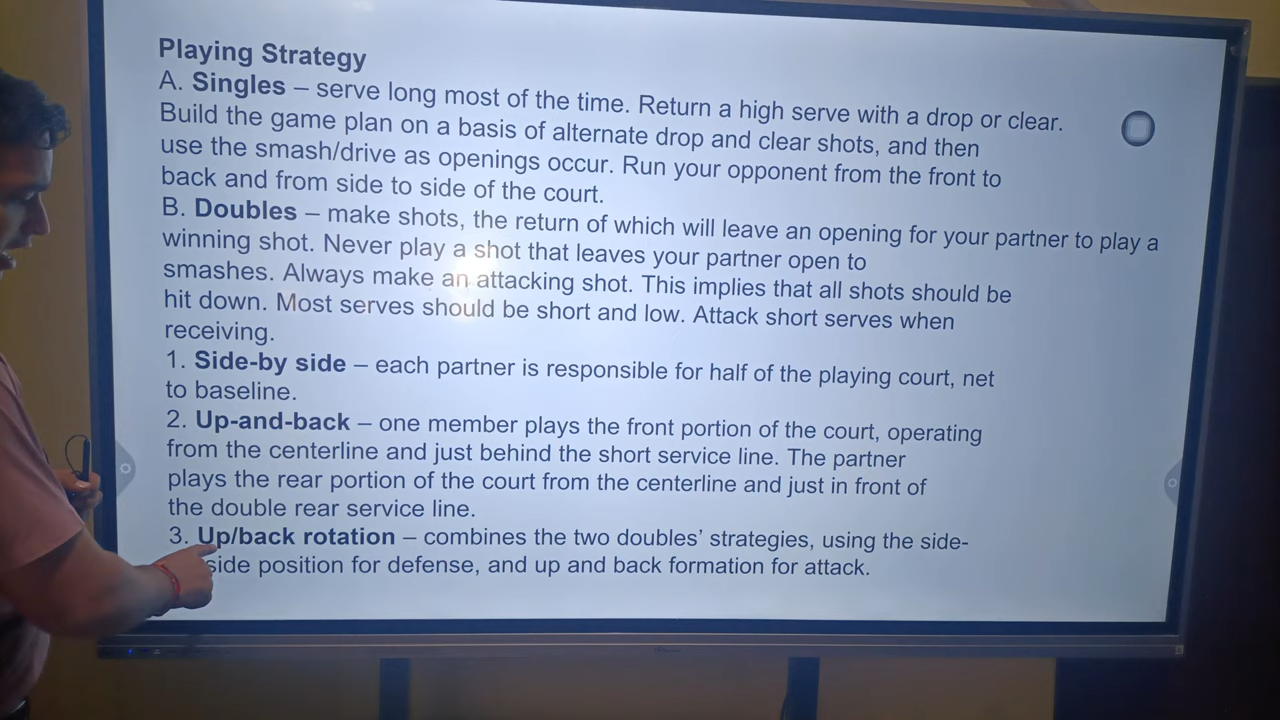 Playing Strategy
A. Singles – serve long most of the time. Return a high serve with a drop or clear.
Build the game plan on a basis of alternate drop and clear shots, and then
use the smash/drive as openings occur. Run your opponent from the front to
back and from side to side of the court.
B. Doubles – make shots, the return of which will leave an opening for your partner to play a
winning shot. Never play a shot that leaves your partner open to
smashes. Always make an attacking shot. This implies that all shots should be
hit down. Most serves should be short and low. Attack short serves when
receiving.
1. Side-by side – each partner is responsible for half of the playing court, net
to baseline.
2. Up-and-back – one member plays the front portion of the court, operating
from the centerline and just behind the short service line. The partner
plays the rear portion of the court from the centerline and just in front of
the double rear service line.
3. Up/back rotation – combines the two doubles’ strategies, using the side-
side position for defense, and up and back formation for attack.